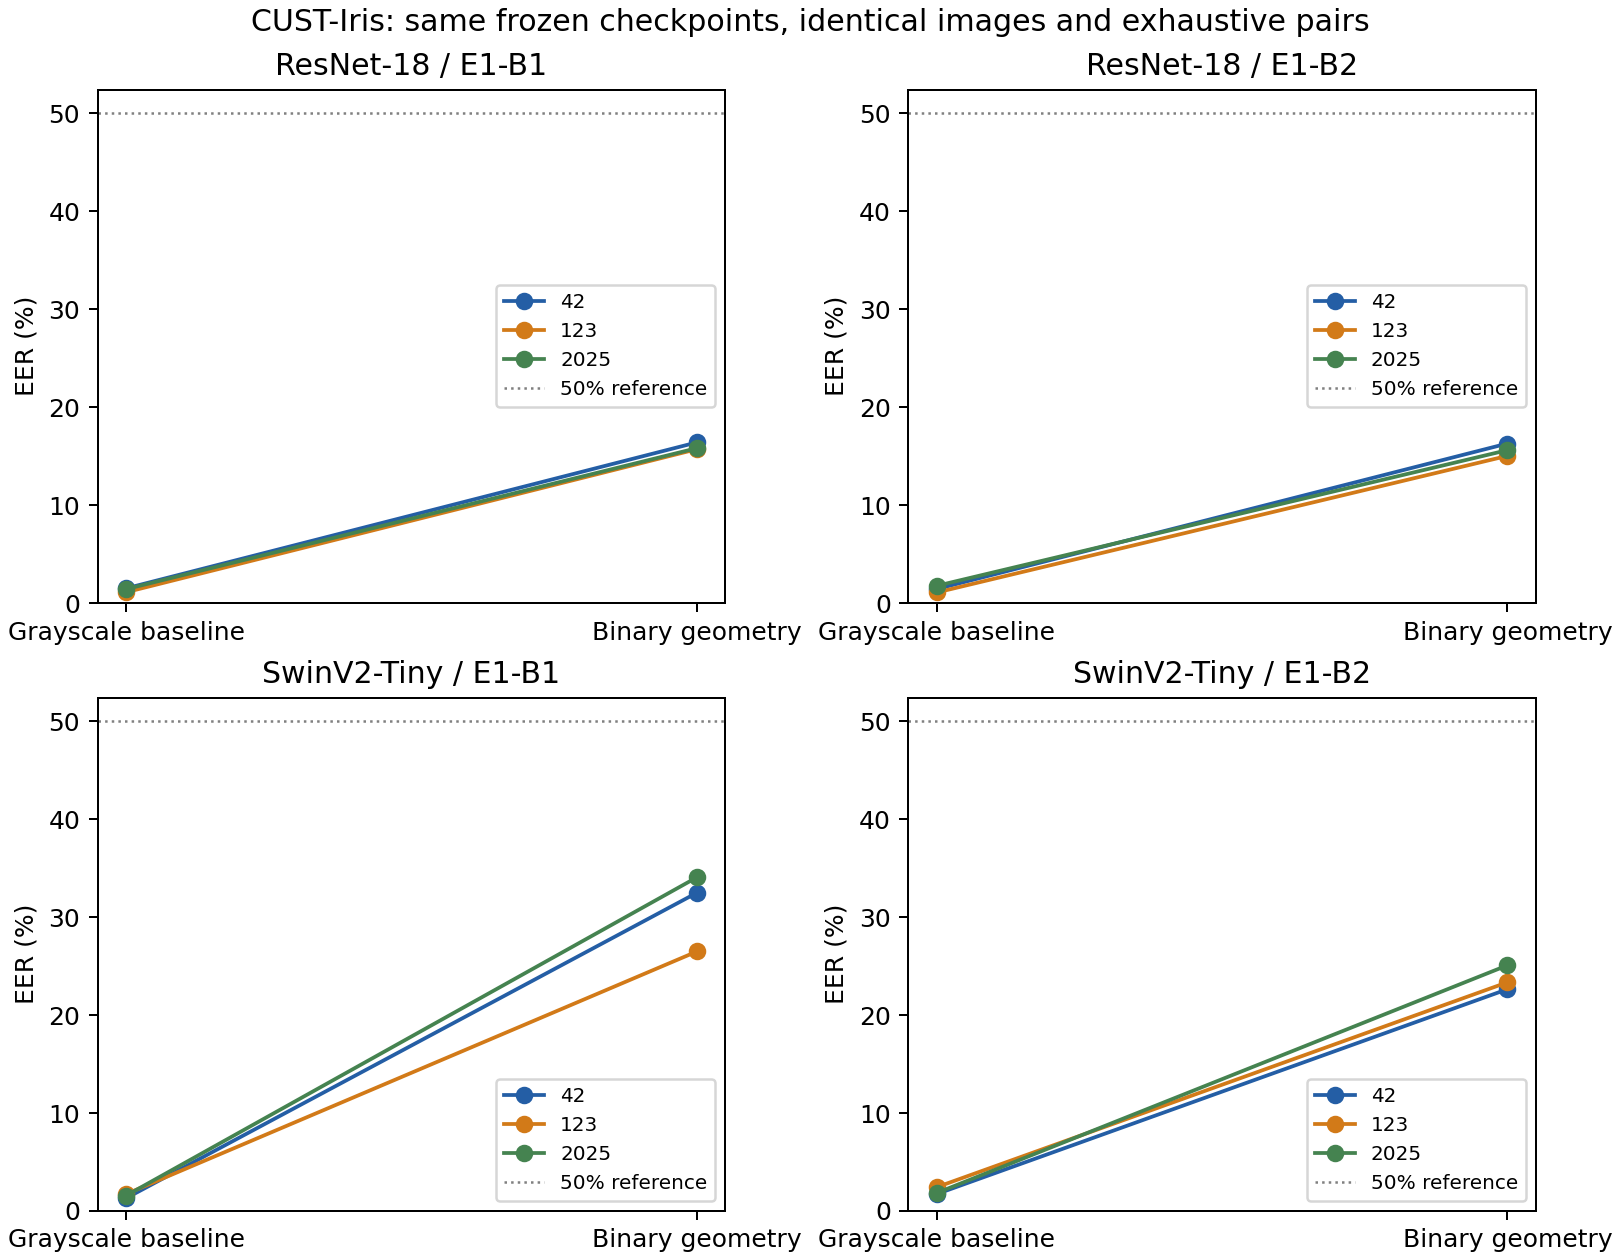 CUST-Iris: same frozen checkpoints, identical images and exhaustive pairs
ResNet-18 / E1-B1
EER (%)
50
40
30
20
10
0
42
123
2025
50% reference
Grayscale baseline
Binary geometry
ResNet-18 / E1-B2
EER (%)
50
40
30
20
10
0
42
123
2025
50% reference
Grayscale baseline
Binary geometry
SwinV2-Tiny / E1-B1
EER (%)
50
40
30
20
10
0
42
123
2025
50% reference
Grayscale baseline
Binary geometry
SwinV2-Tiny / E1-B2
EER (%)
50
40
30
20
10
0
42
123
2025
50% reference
Grayscale baseline
Binary geometry